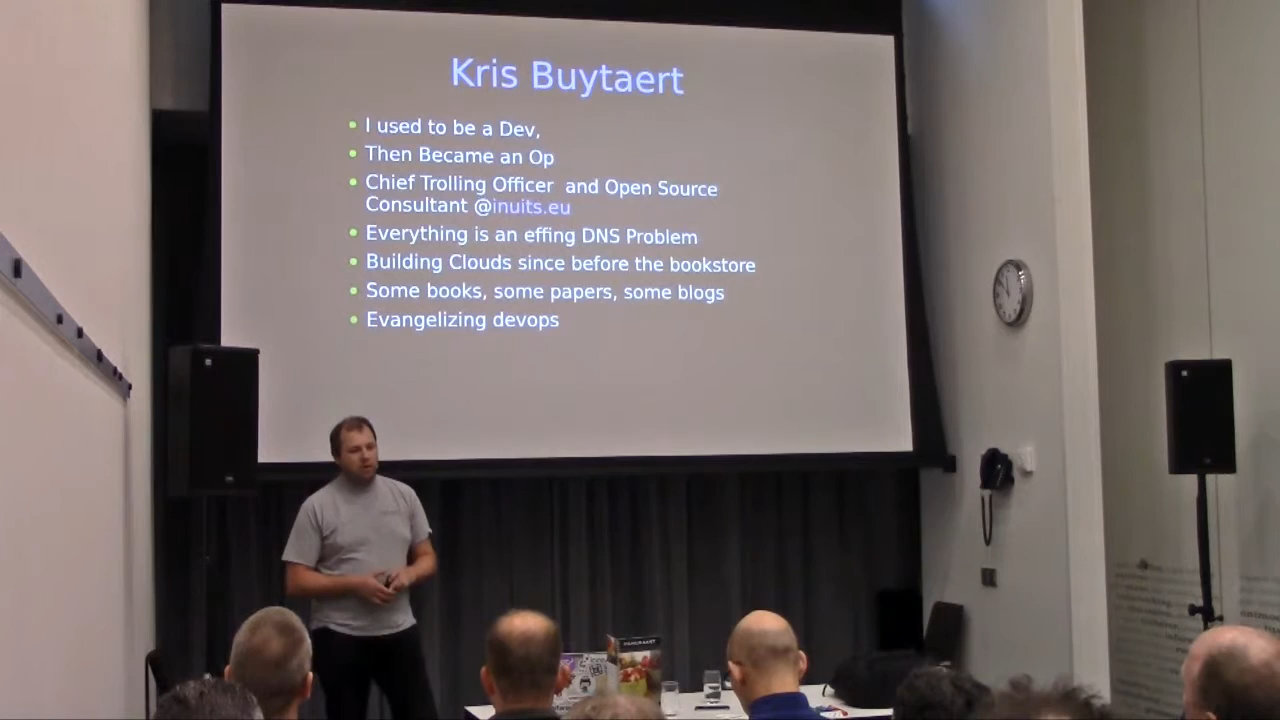 Kris Buytaert
I used to be a Dev,
Then Became an Op
Chief Trolling Officer and Open Source
Consultant @inuits.eu
Everything is an effing DNS Problem
Building Clouds since before the bookstore
Some books, some papers, some blogs
Evangelizing devops